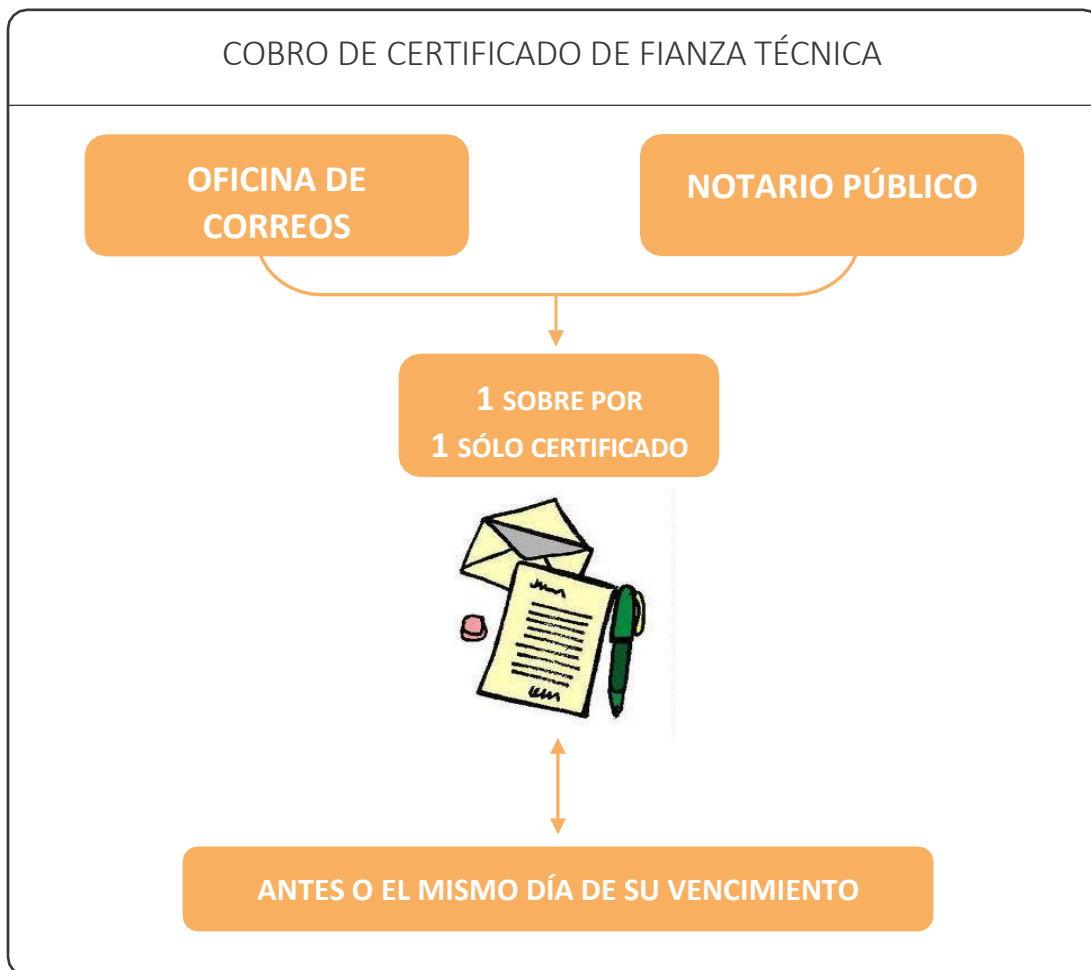 COBRO DE CERTIFICADO DE FIANZA TÉCNICA
OFICINA DE
CORREOS
NOTARIO PÚBLICO
1 SOBRE POR
1 SÓLO CERTIFICADO
ANTES O EL MISMO DÍA DE SU VENCIMIENTO